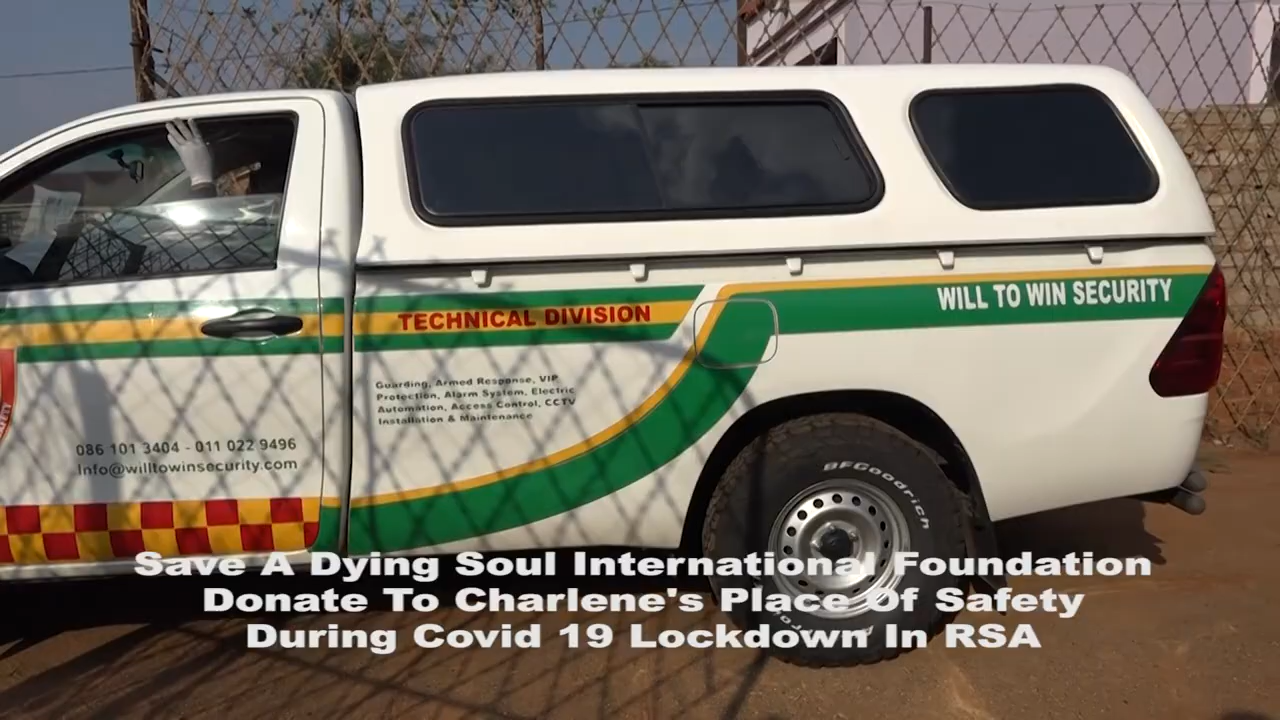 WILL TO WIN SECURITY
TECHNICAL DIVISION
Guarding, Armed Response, VIP
Protection, Alarm System, Electric
Automation, Access Control, CCTV
Installation & Maintenance
086 101 3404 - 011 022 9496
Info@willtowinsecurity.com
BFGoodrich
Save A Dying Soul International Foundation
Donate To Charlene's Place Of Safety
During Covid 19 Lockdown In RSA